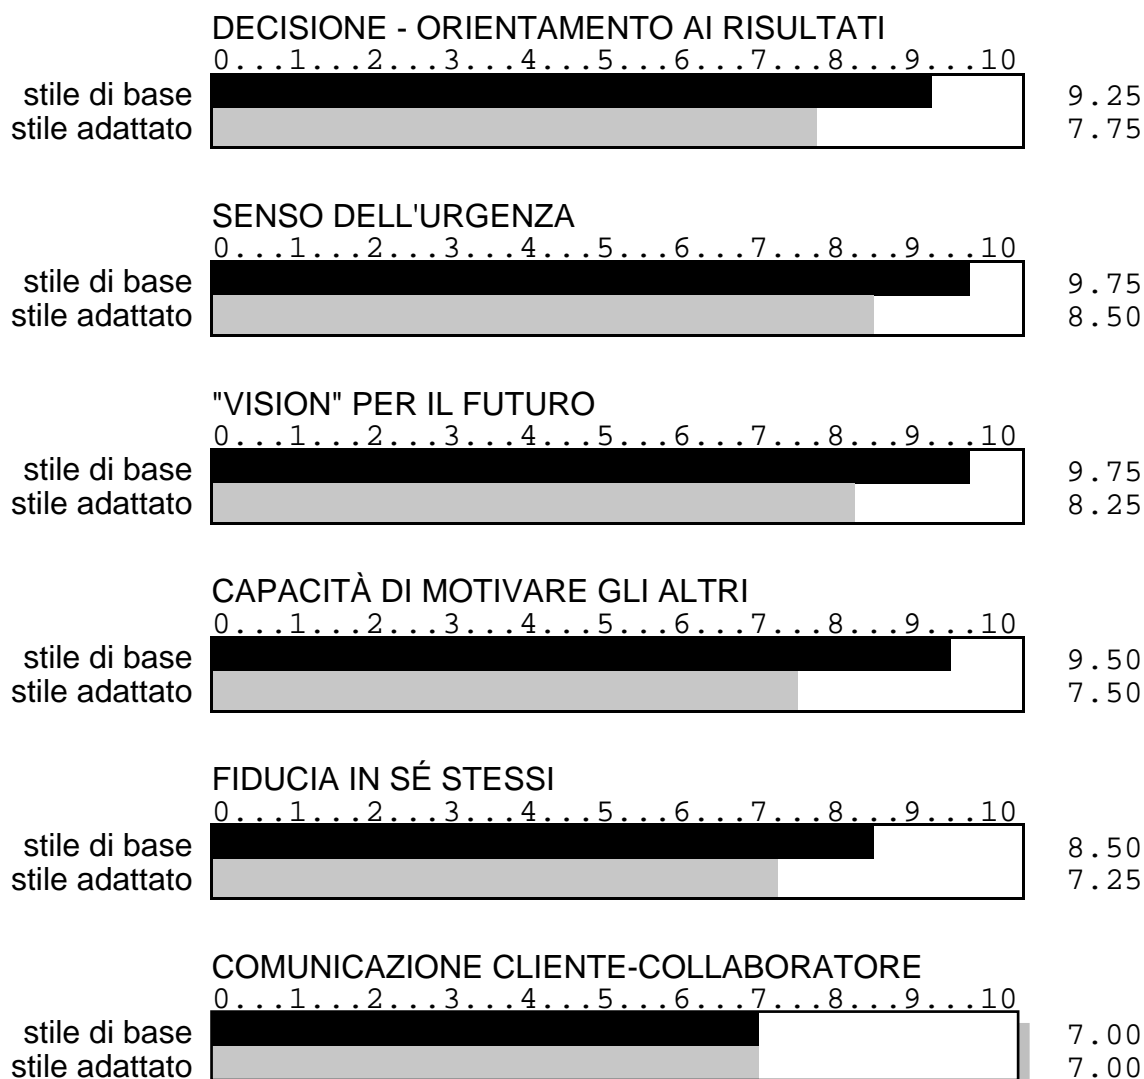 DECISIONE - ORIENTAMENTO AI RISULTATI
0...1...2...3...4...5...6...7...8...9...10
stile di base 9.25
stile adattato 7.75
SENSO DELL'URGENZA
0...1...2...3...4...5...6...7...8...9...10
stile di base 9.75
stile adattato 8.50
"VISION" PER IL FUTURO
0...1...2...3...4...5...6...7...8...9...10
stile di base 9.75
stile adattato 8.25
CAPACITÀ DI MOTIVARE GLI ALTRI
0...1...2...3...4...5...6...7...8...9...10
stile di base 9.50
stile adattato 7.50
FIDUCIA IN SÉ STESSI
0...1...2...3...4...5...6...7...8...9...10
stile di base 8.50
stile adattato 7.25
COMUNICAZIONE CLIENTE-COLLABORATORE
0...1...2...3...4...5...6...7...8...9...10
stile di base 7.00
stile adattato 7.00